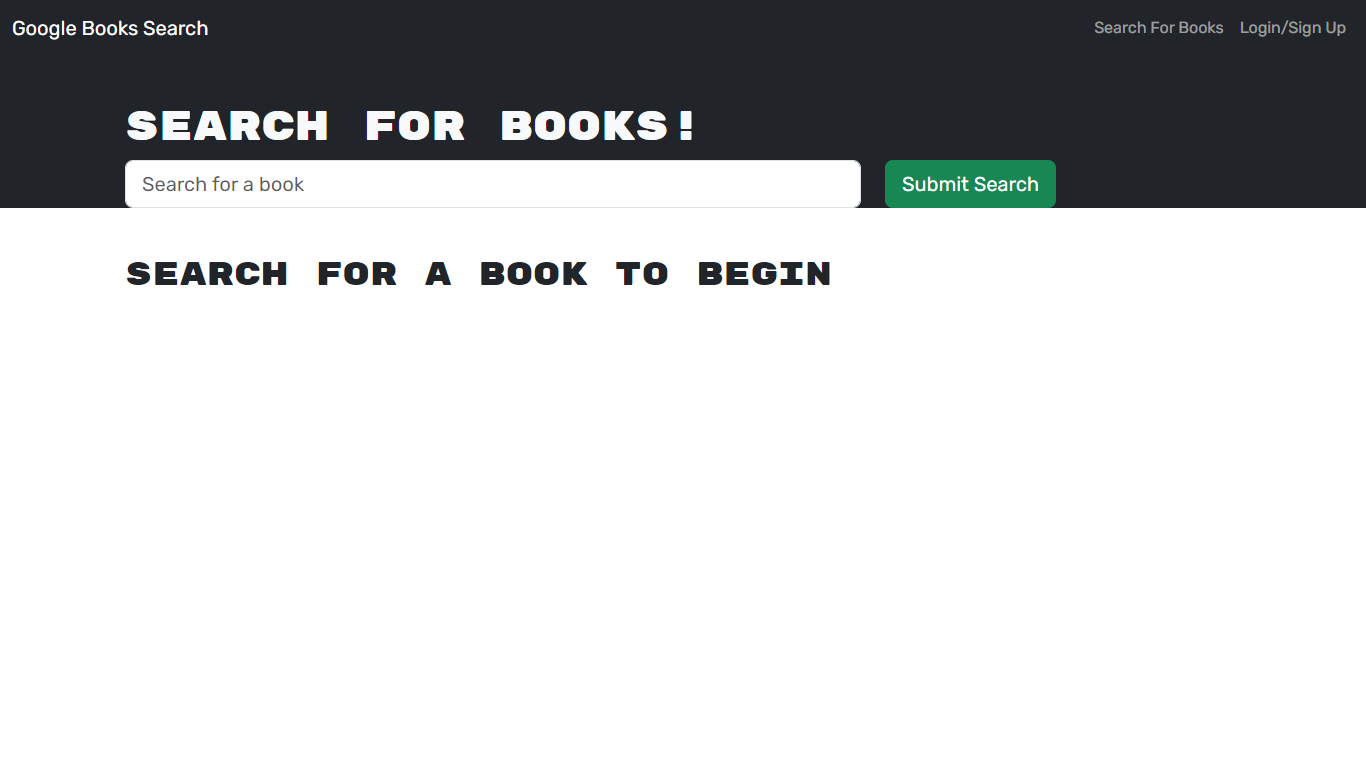 Google Books Search
Search For Books
Login/Sign Up
SEARCH FOR BOOKS!
Search for a book
Submit Search
SEARCH FOR A BOOK TO BEGIN